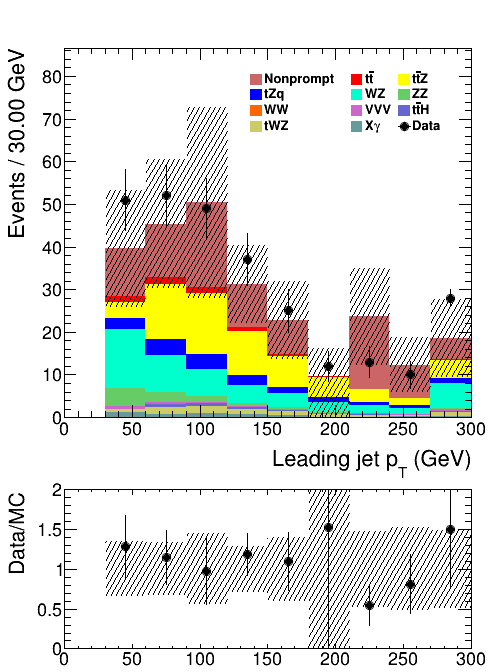 Events / 30.00 GeV
80
70
60
50
40
30
20
10
0
Nonprompt tt̄ tt̄Z
tZq WZ ZZ
WW VVV tt̄H
tWZ Xγ Data
0 50 100 150 200 250 300
Leading jet p_T (GeV)
Data/MC
2
1.5
1
0.5
0
0 50 100 150 200 250 300